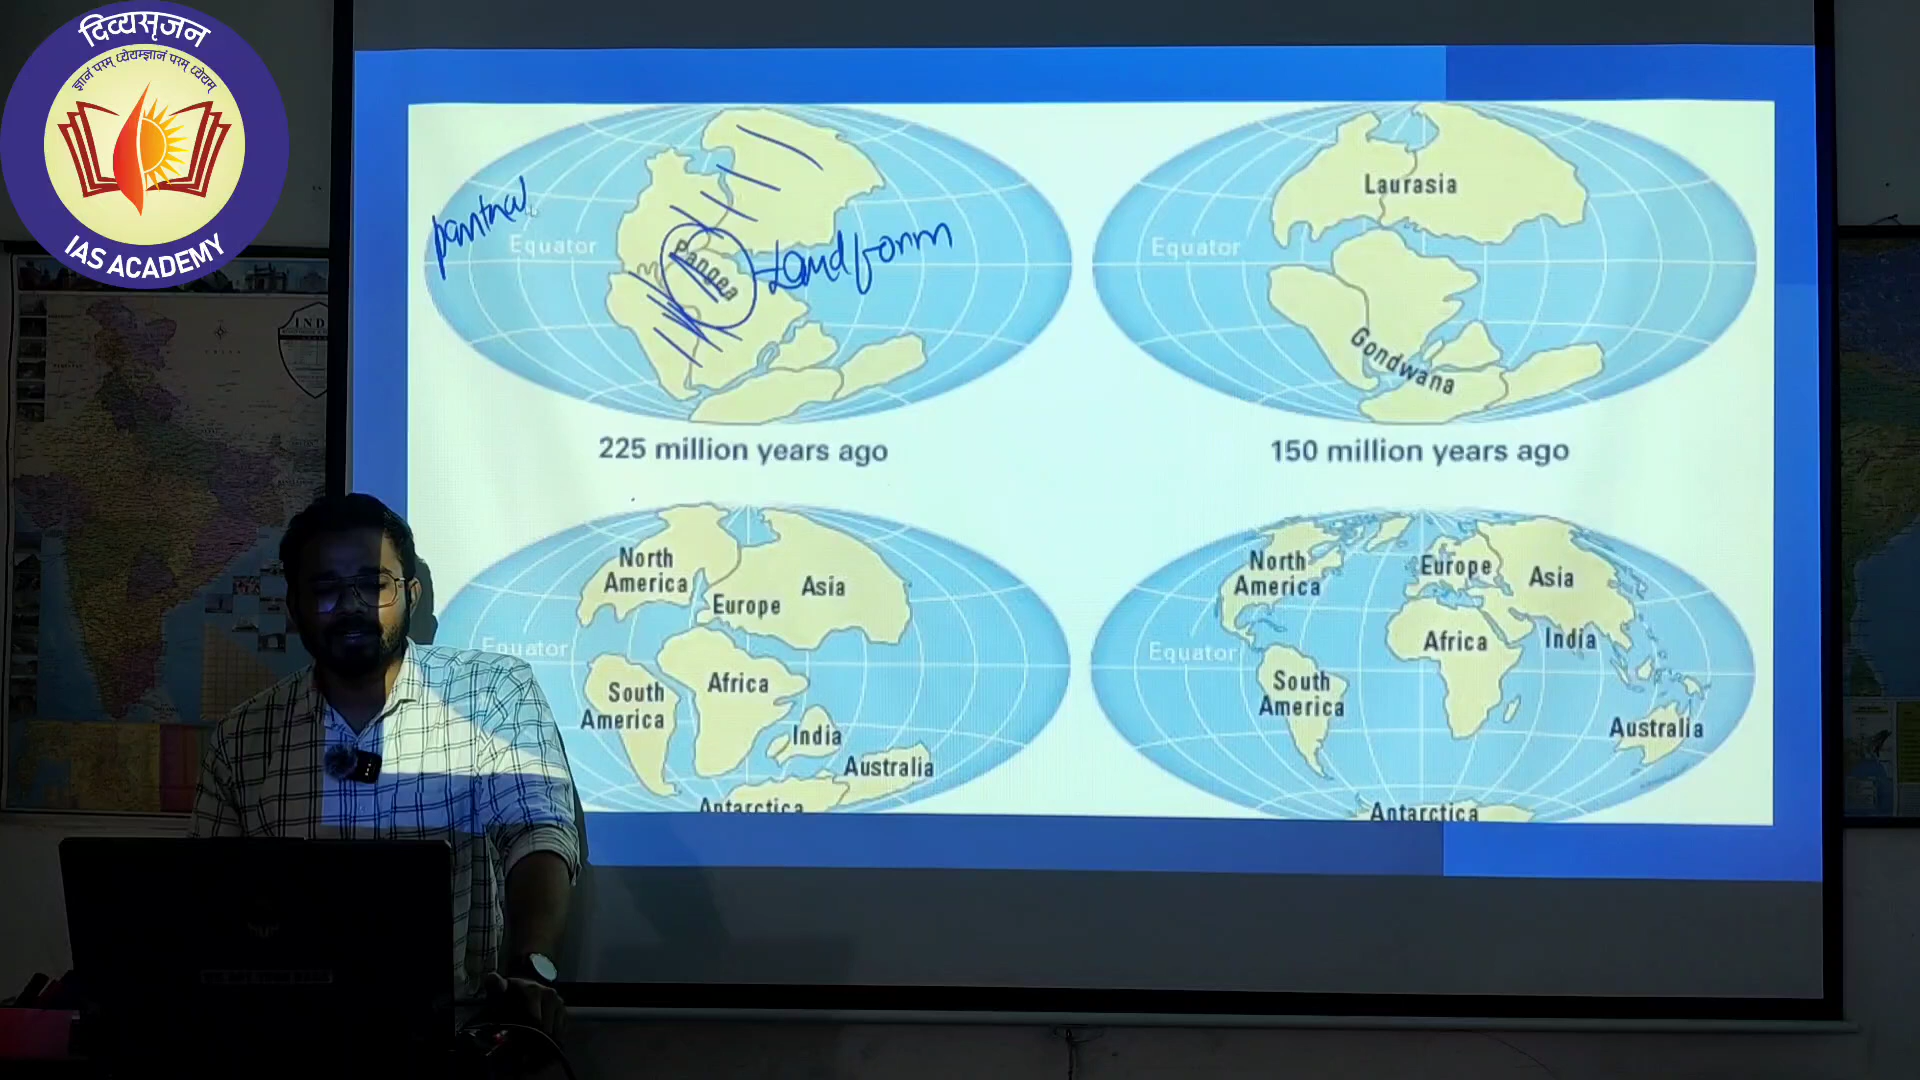 दिव्यसृजन
ज्ञानं परम् ध्येयम्ज्ञानं परम् ध्येयम्
IAS ACADEMY
Equator
Pangea
Landform
225 million years ago
Equator
Laurasia
Gondwana
150 million years ago
North America
Europe
Asia
Equator
South America
Africa
India
Australia
Antarctica
North America
Europe
Asia
Equator
Africa
India
South America
Australia
Antarctica